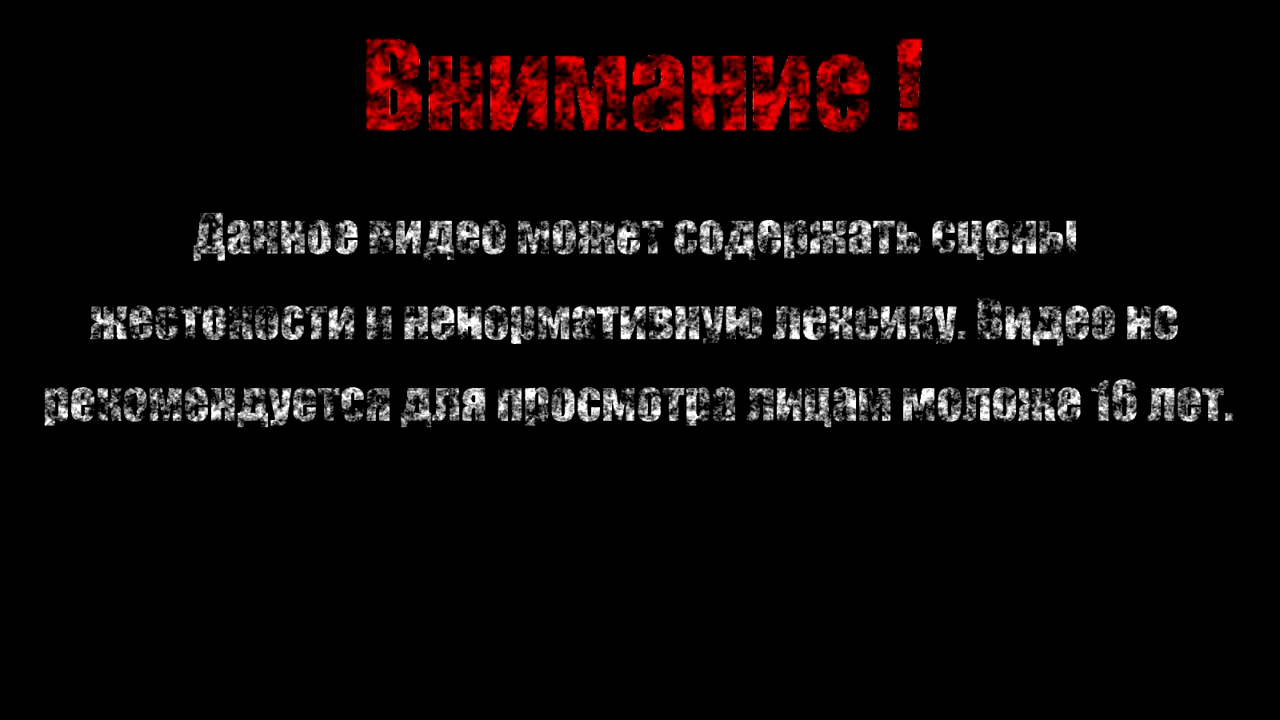 Внимание !
Данное видео может содержать сцены
жестокости и ненормативную лексику. Видео не
рекомендуется для просмотра лицам моложе 16 лет.